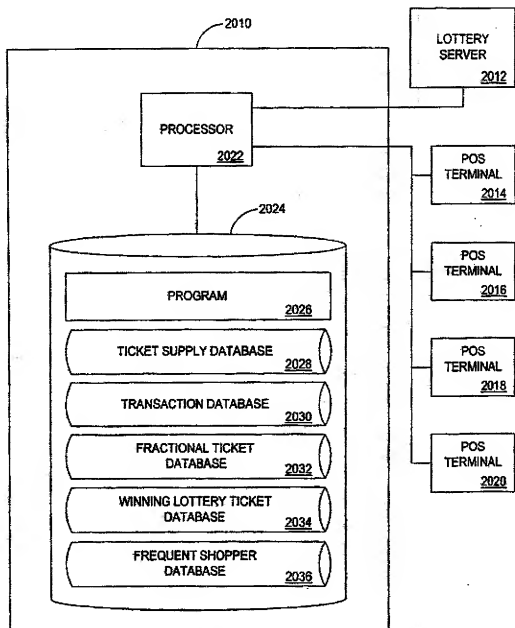 2010
LOTTERY
SERVER
2012
PROCESSOR
2022
POS
TERMINAL
2014
2024
POS
TERMINAL
2016
PROGRAM
2026
TICKET SUPPLY DATABASE
2028
POS
TERMINAL
2018
TRANSACTION DATABASE
2030
FRACTIONAL TICKET
DATABASE
2032
POS
TERMINAL
2020
WINNING LOTTERY TICKET
DATABASE
2034
FREQUENT SHOPPER
DATABASE
2036